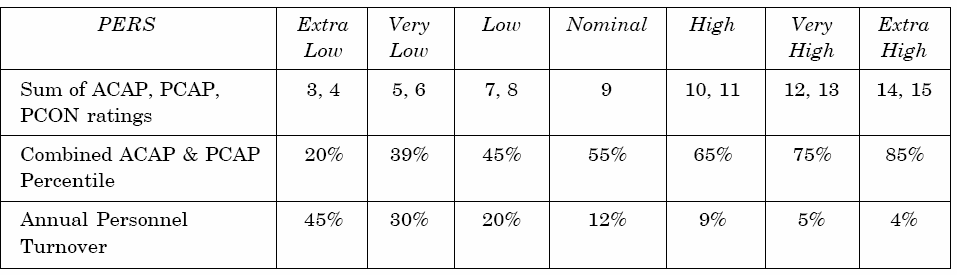 PERS Extra Low Very Low Low Nominal High Very High Extra High
Sum of ACAP, PCAP, PCON ratings 3, 4 5, 6 7, 8 9 10, 11 12, 13 14, 15
Combined ACAP & PCAP Percentile 20% 39% 45% 55% 65% 75% 85%
Annual Personnel Turnover 45% 30% 20% 12% 9% 5% 4%